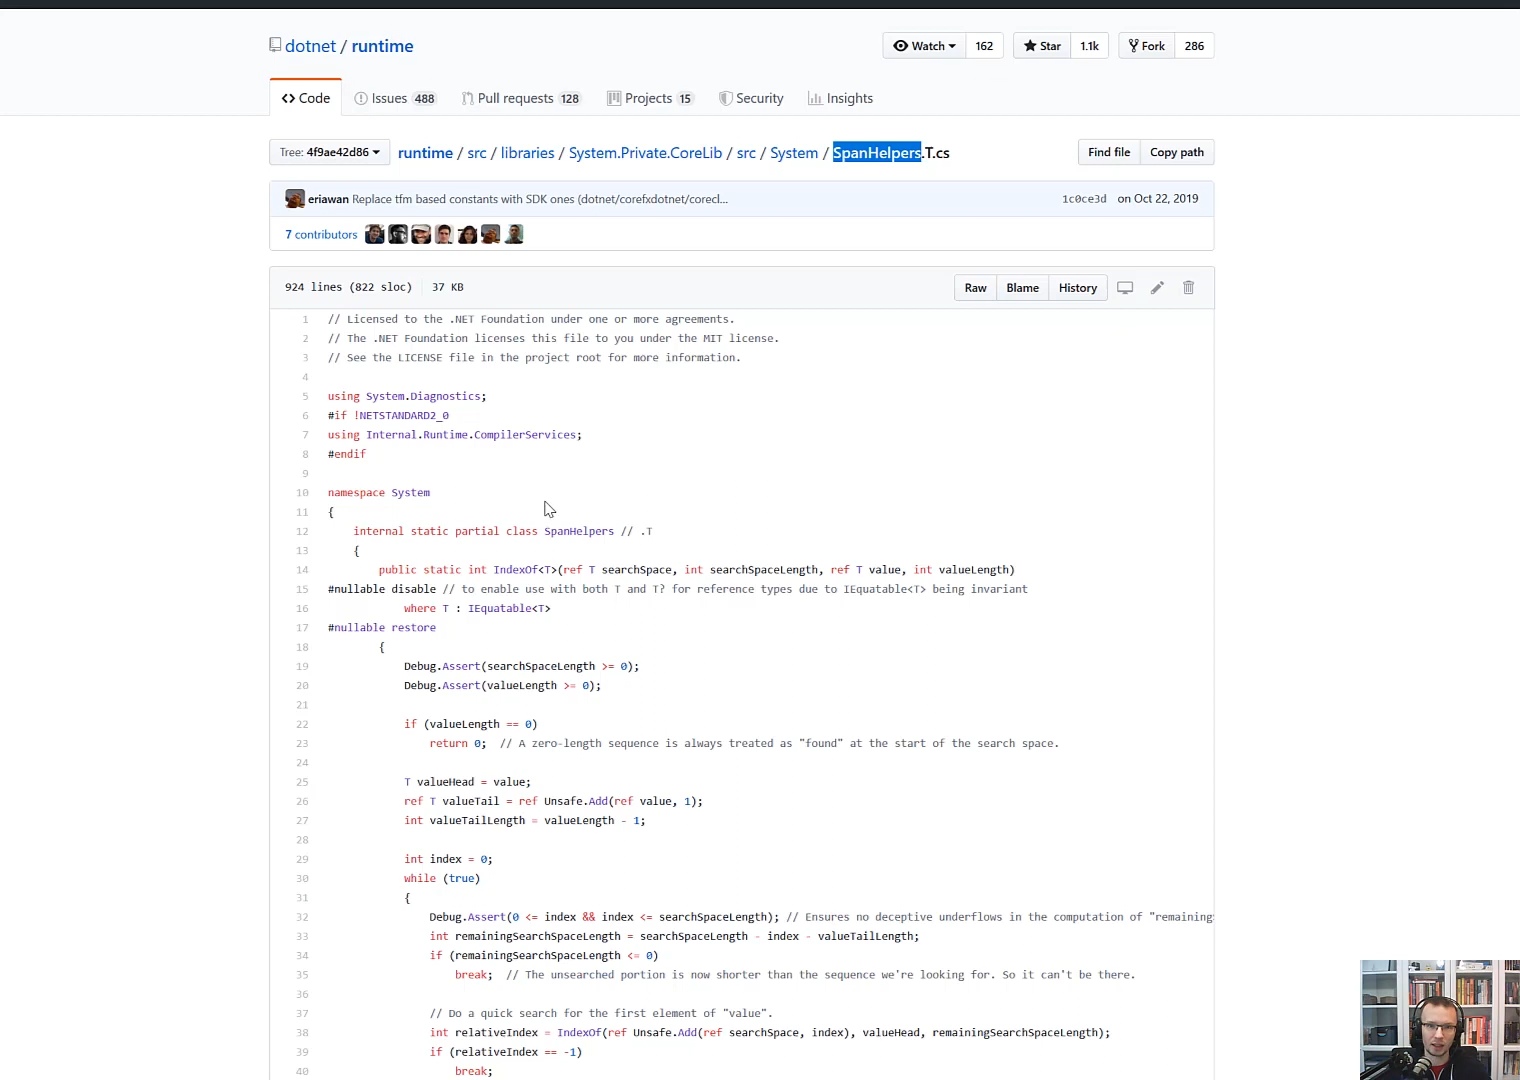 dotnet / runtime
Watch 162 Star 1.1k Fork 286
Code Issues 488 Pull requests 128 Projects 15 Security Insights
Tree: 4f9ae42d86 runtime / src / libraries / System.Private.CoreLib / src / System / SpanHelpers.T.cs Find file Copy path
eriawan Replace tfm based constants with SDK ones (dotnet/corefxdotnet/corecl... 1c0ce3d on Oct 22, 2019
7 contributors
924 lines (822 sloc) 37 KB Raw Blame History
1 // Licensed to the .NET Foundation under one or more agreements.
2 // The .NET Foundation licenses this file to you under the MIT license.
3 // See the LICENSE file in the project root for more information.
4
5 using System.Diagnostics;
6 #if !NETSTANDARD2_0
7 using Internal.Runtime.CompilerServices;
8 #endif
9
10 namespace System
11 {
12 internal static partial class SpanHelpers // .T
13 {
14 public static int IndexOf<T>(ref T searchSpace, int searchSpaceLength, ref T value, int valueLength)
15 #nullable disable // to enable use with both T and T? for reference types due to IEquatable<T> being invariant
16 where T : IEquatable<T>
17 #nullable restore
18 {
19 Debug.Assert(searchSpaceLength >= 0);
20 Debug.Assert(valueLength >= 0);
21
22 if (valueLength == 0)
23 return 0; // A zero-length sequence is always treated as "found" at the start of the search space.
24
25 T valueHead = value;
26 ref T valueTail = ref Unsafe.Add(ref value, 1);
27 int valueTailLength = valueLength - 1;
28
29 int index = 0;
30 while (true)
31 {
32 Debug.Assert(0 <= index && index <= searchSpaceLength); // Ensures no deceptive underflows in the computation of "remaining
33 int remainingSearchSpaceLength = searchSpaceLength - index - valueTailLength;
34 if (remainingSearchSpaceLength <= 0)
35 break; // The unsearched portion is now shorter than the sequence we're looking for. So it can't be there.
36
37 // Do a quick search for the first element of "value".
38 int relativeIndex = IndexOf(ref Unsafe.Add(ref searchSpace, index), valueHead, remainingSearchSpaceLength);
39 if (relativeIndex == -1)
40 break;